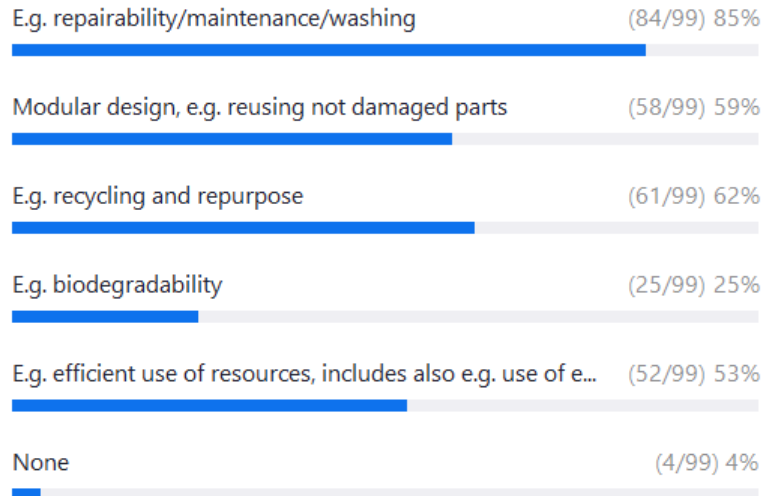 E.g. repairability/maintenance/washing (84/99) 85%
Modular design, e.g. reusing not damaged parts (58/99) 59%
E.g. recycling and repurpose (61/99) 62%
E.g. biodegradability (25/99) 25%
E.g. efficient use of resources, includes also e.g. use of e... (52/99) 53%
None (4/99) 4%